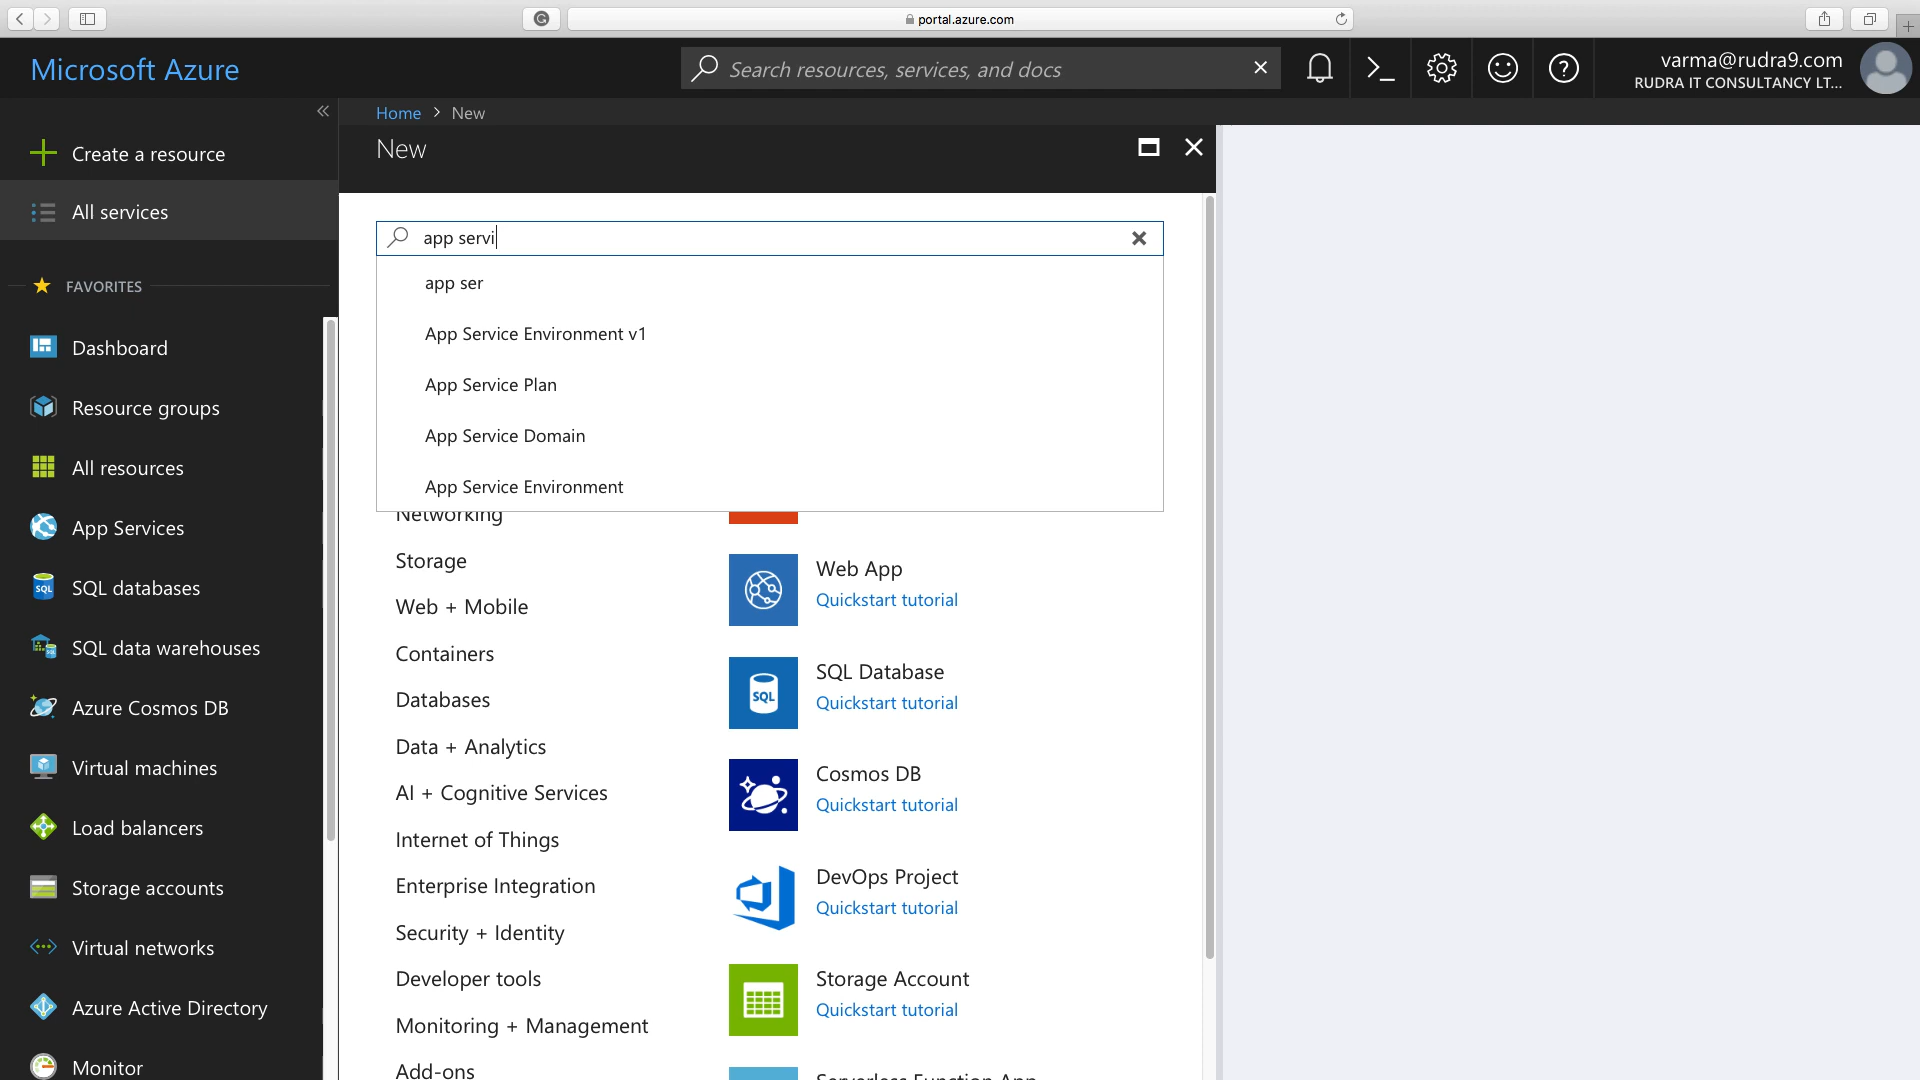 portal.azure.com
Microsoft Azure
Search resources, services, and docs
varma@rudra9.com
RUDRA IT CONSULTANCY LT...
Home > New
New
Create a resource
All services
FAVORITES
Dashboard
Resource groups
All resources
App Services
SQL databases
SQL data warehouses
Azure Cosmos DB
Virtual machines
Load balancers
Storage accounts
Virtual networks
Azure Active Directory
Monitor
app servi
app ser
App Service Environment v1
App Service Plan
App Service Domain
App Service Environment
Networking
Storage
Web + Mobile
Containers
Databases
Data + Analytics
AI + Cognitive Services
Internet of Things
Enterprise Integration
Security + Identity
Developer tools
Monitoring + Management
Add-ons
Web App
Quickstart tutorial
SQL
SQL Database
Quickstart tutorial
Cosmos DB
Quickstart tutorial
DevOps Project
Quickstart tutorial
Storage Account
Quickstart tutorial
Serverless Function App